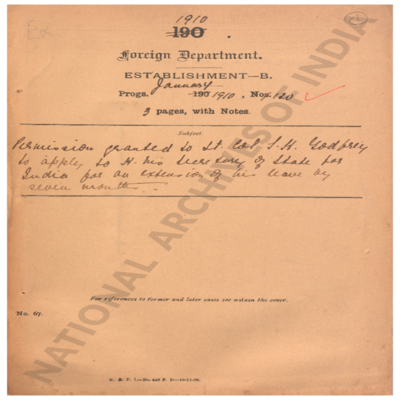 1910
190
Foreign Department.
ESTABLISHMENT—B.
January
Progs. 190 1910, Nos. 120
3 pages, with Notes.
Subject.
Permission granted to Lt. Col. S. H. Godfrey
to apply to H. M's Secretary of State for
India for an extension of his leave by
seven months.
For references to former and later cases see within the cover.
No. 67.
NATIONAL ARCHIVES OF INDIA